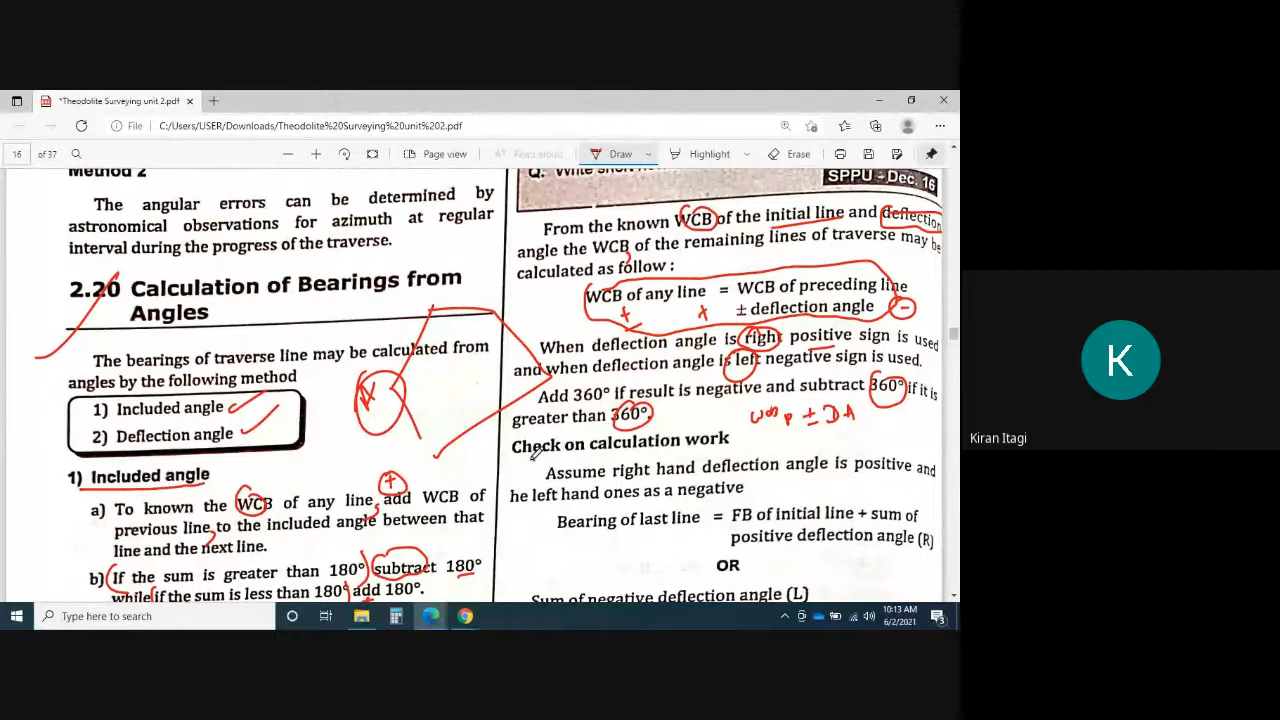 *Theodolite Surveying unit 2.pdf
File
C:/Users/USER/Downloads/Theodolite%20Surveying%20unit%202.pdf
16
of 37
Page view
Read aloud
Draw
Highlight
Erase
Method 2
The angular errors can be determined by
astronomical observations for azimuth at regular
interval during the progress of the traverse.
2.20 Calculation of Bearings from
Angles
The bearings of traverse line may be calculated from
angles by the following method
1) Included angle
2) Deflection angle
1) Included angle
a) To known the WCB of any line, add WCB of
previous line to the included angle between that
line and the next line.
b) If the sum is greater than 180° subtract 180°
while if the sum is less than 180° add 180°.
Q. Write short
SPPU - Dec. 16
From the known WCB of the initial line and deflection
angle the WCB of the remaining lines of traverse may be
calculated as follow :
WCB of any line = WCB of preceding line
± deflection angle
When deflection angle is right positive sign is used
and when deflection angle is left negative sign is used.
Add 360° if result is negative and subtract 360° if it is
greater than 360°.
± DA
Check on calculation work
Assume right hand deflection angle is positive and
he left hand ones as a negative
Bearing of last line = FB of initial line + sum of
positive deflection angle (R)
OR
Sum of negative deflection angle (L)
Type here to search
10:13 AM
6/2/2021
3
K
Kiran Itagi